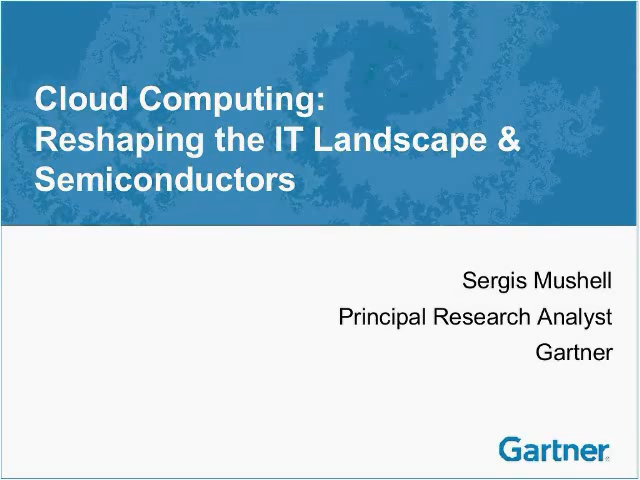 Cloud Computing:
Reshaping the IT Landscape &
Semiconductors
Sergis Mushell
Principal Research Analyst
Gartner
Gartner